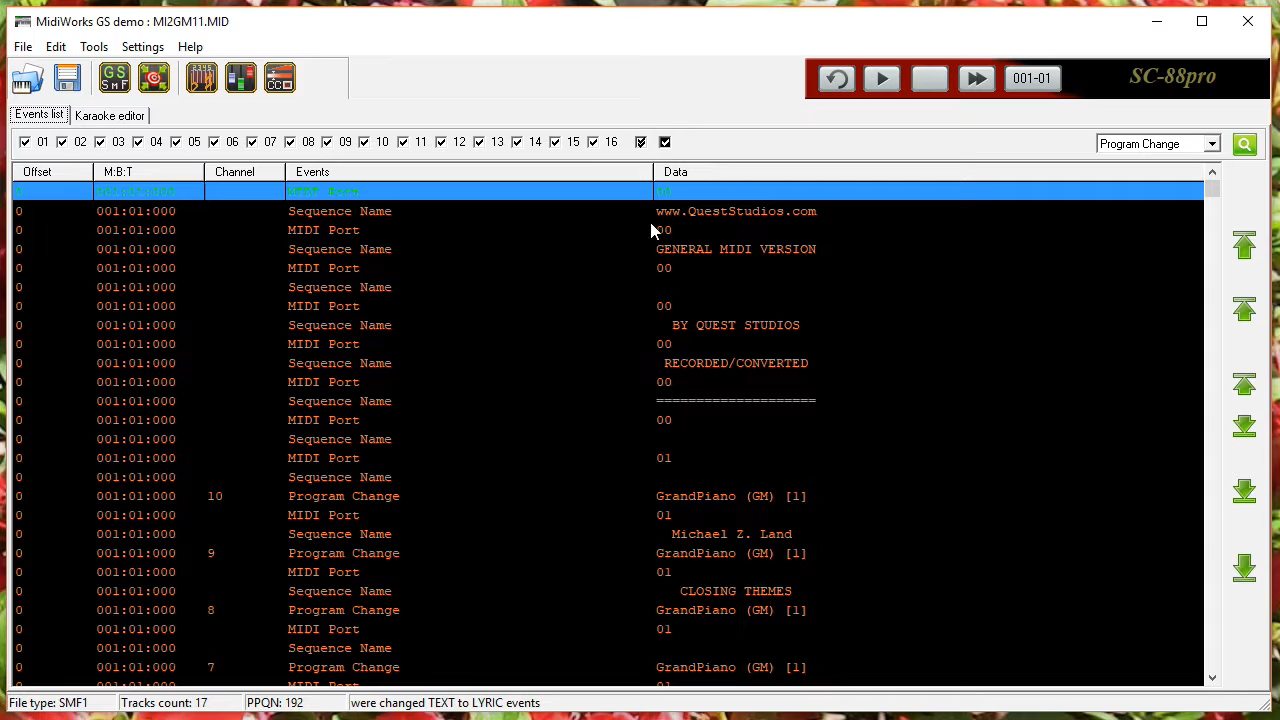 MidiWorks GS demo : MI2GM11.MID
File Edit Tools Settings Help
GS SMF 2345 CC 001-01 SC-88pro
Events list Karaoke editor
01 02 03 04 05 06 07 08 09 10 11 12 13 14 15 16 Program Change
Offset M:B:T Channel Events Data
0 001:01:000 Sequence Name www.QuestStudios.com
0 001:01:000 MIDI Port 00
0 001:01:000 Sequence Name GENERAL MIDI VERSION
0 001:01:000 MIDI Port 00
0 001:01:000 Sequence Name
0 001:01:000 MIDI Port 00
0 001:01:000 Sequence Name BY QUEST STUDIOS
0 001:01:000 MIDI Port 00
0 001:01:000 Sequence Name RECORDED/CONVERTED
0 001:01:000 MIDI Port 00
0 001:01:000 Sequence Name ====================
0 001:01:000 MIDI Port 00
0 001:01:000 Sequence Name
0 001:01:000 MIDI Port 01
0 001:01:000 Sequence Name
0 001:01:000 10 Program Change GrandPiano (GM) [1]
0 001:01:000 MIDI Port 01
0 001:01:000 Sequence Name Michael Z. Land
0 001:01:000 9 Program Change GrandPiano (GM) [1]
0 001:01:000 MIDI Port 01
0 001:01:000 Sequence Name CLOSING THEMES
0 001:01:000 8 Program Change GrandPiano (GM) [1]
0 001:01:000 MIDI Port 01
0 001:01:000 Sequence Name
0 001:01:000 7 Program Change GrandPiano (GM) [1]
File type: SMF1 Tracks count: 17 PPQN: 192 were changed TEXT to LYRIC events